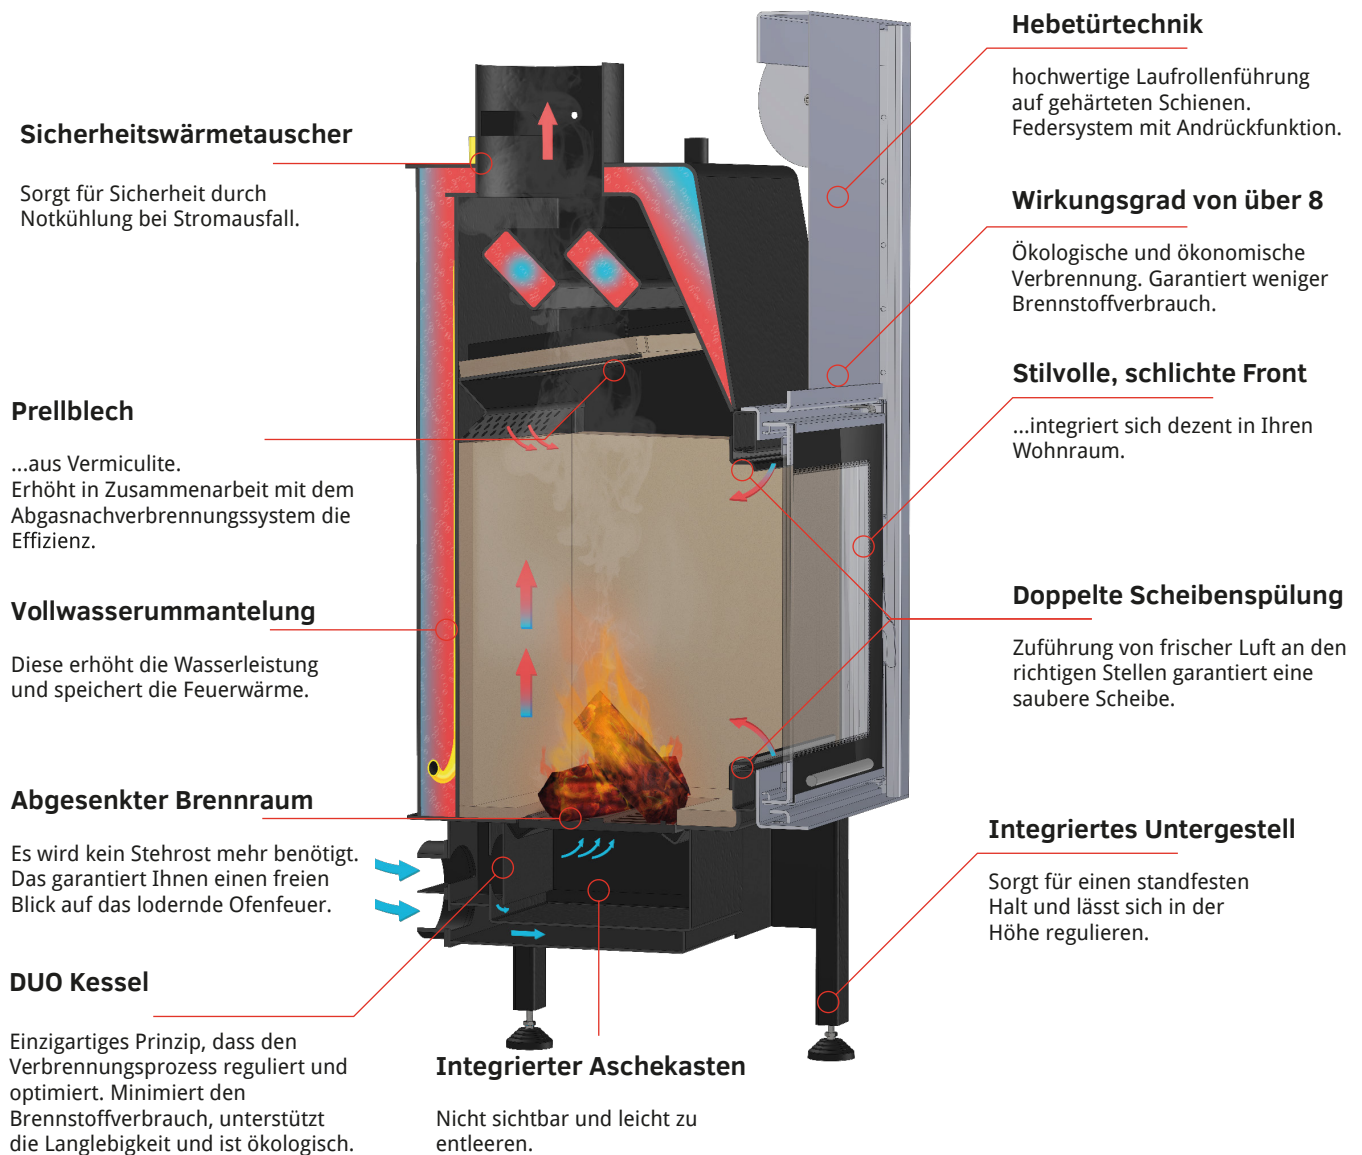 Sicherheitswärmetauscher
Sorgt für Sicherheit durch
Notkühlung bei Stromausfall.
Prellblech
...aus Vermiculite.
Erhöht in Zusammenarbeit mit dem
Abgasnachverbrennungssystem die
Effizienz.
Vollwasserummantelung
Diese erhöht die Wasserleistung
und speichert die Feuerwärme.
Abgesenkter Brennraum
Es wird kein Stehrost mehr benötigt.
Das garantiert Ihnen einen freien
Blick auf das lodernde Ofenfeuer.
DUO Kessel
Einzigartiges Prinzip, dass den
Verbrennungsprozess reguliert und
optimiert. Minimiert den
Brennstoffverbrauch, unterstützt
die Langlebigkeit und ist ökologisch.
Integrierter Aschekasten
Nicht sichtbar und leicht zu
entleeren.
Hebetürtechnik
hochwertige Laufrollenführung
auf gehärteten Schienen.
Federsystem mit Andrückfunktion.
Wirkungsgrad von über 8
Ökologische und ökonomische
Verbrennung. Garantiert weniger
Brennstoffverbrauch.
Stilvolle, schlichte Front
...integriert sich dezent in Ihren
Wohnraum.
Doppelte Scheibenspülung
Zuführung von frischer Luft an den
richtigen Stellen garantiert eine
saubere Scheibe.
Integriertes Untergestell
Sorgt für einen standfesten
Halt und lässt sich in der
Höhe regulieren.